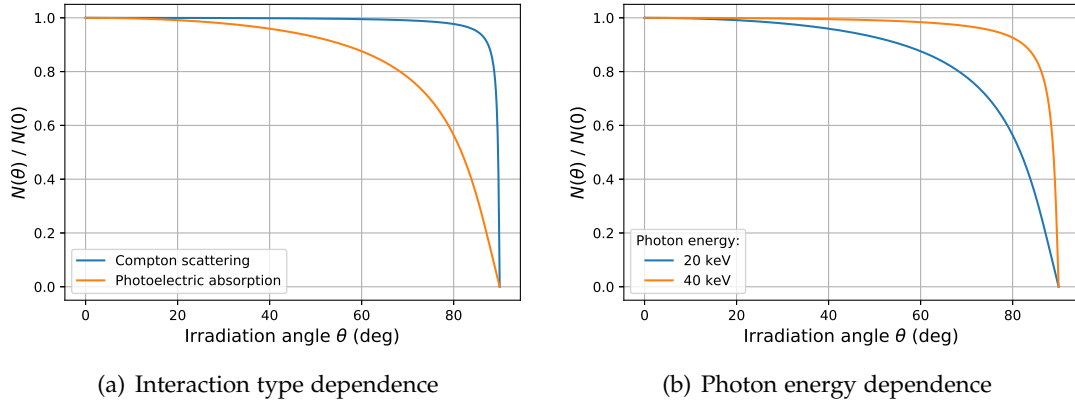 1.0
0.8
0.6
0.4
0.2
0.0
N(θ) / N(0)
Compton scattering
Photoelectric absorption
0 20 40 60 80
Irradiation angle θ (deg)
(a) Interaction type dependence
1.0
0.8
0.6
0.4
0.2
0.0
N(θ) / N(0)
Photon energy:
20 keV
40 keV
0 20 40 60 80
Irradiation angle θ (deg)
(b) Photon energy dependence